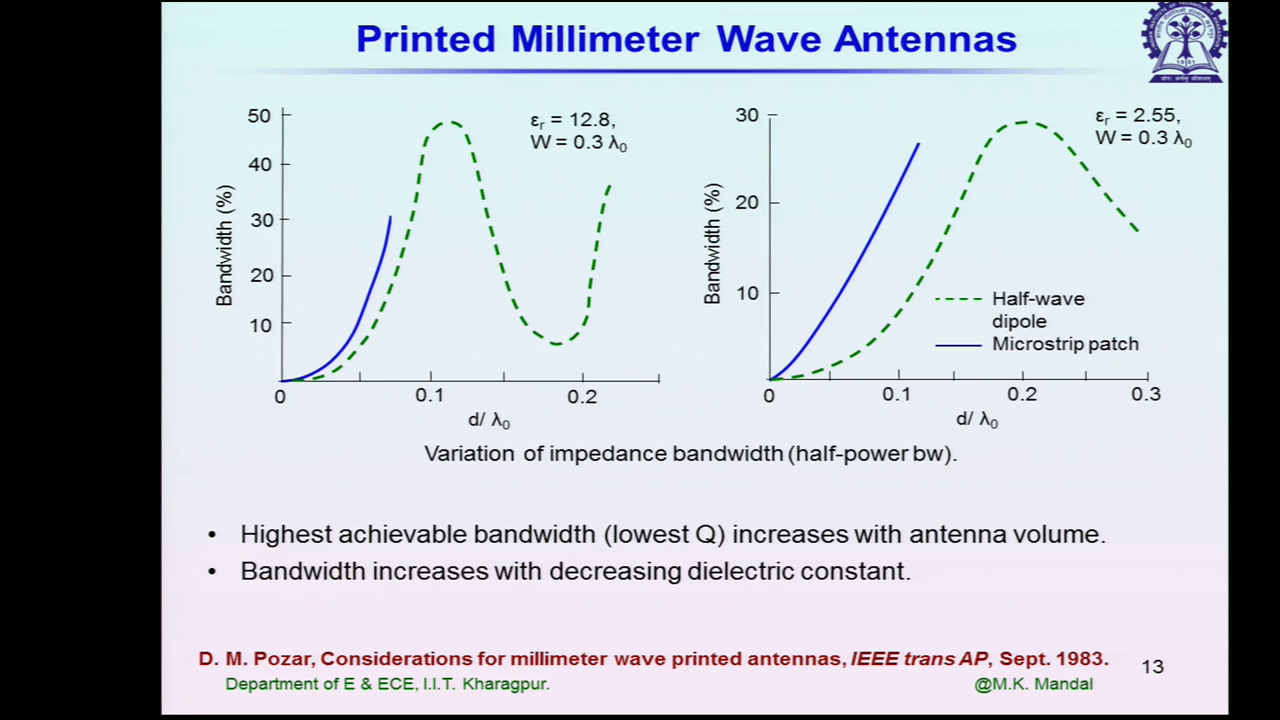 Printed Millimeter Wave Antennas
50
40
30
20
10
Bandwidth (%)
εr = 12.8,
W = 0.3 λ0
0
0.1
0.2
d/ λ0
30
20
10
Bandwidth (%)
εr = 2.55,
W = 0.3 λ0
Half-wave
dipole
Microstrip patch
0
0.1
0.2
0.3
d/ λ0
Variation of impedance bandwidth (half-power bw).
• Highest achievable bandwidth (lowest Q) increases with antenna volume.
• Bandwidth increases with decreasing dielectric constant.
D. M. Pozar, Considerations for millimeter wave printed antennas, IEEE trans AP, Sept. 1983.
13
Department of E & ECE, I.I.T. Kharagpur.
@M.K. Mandal